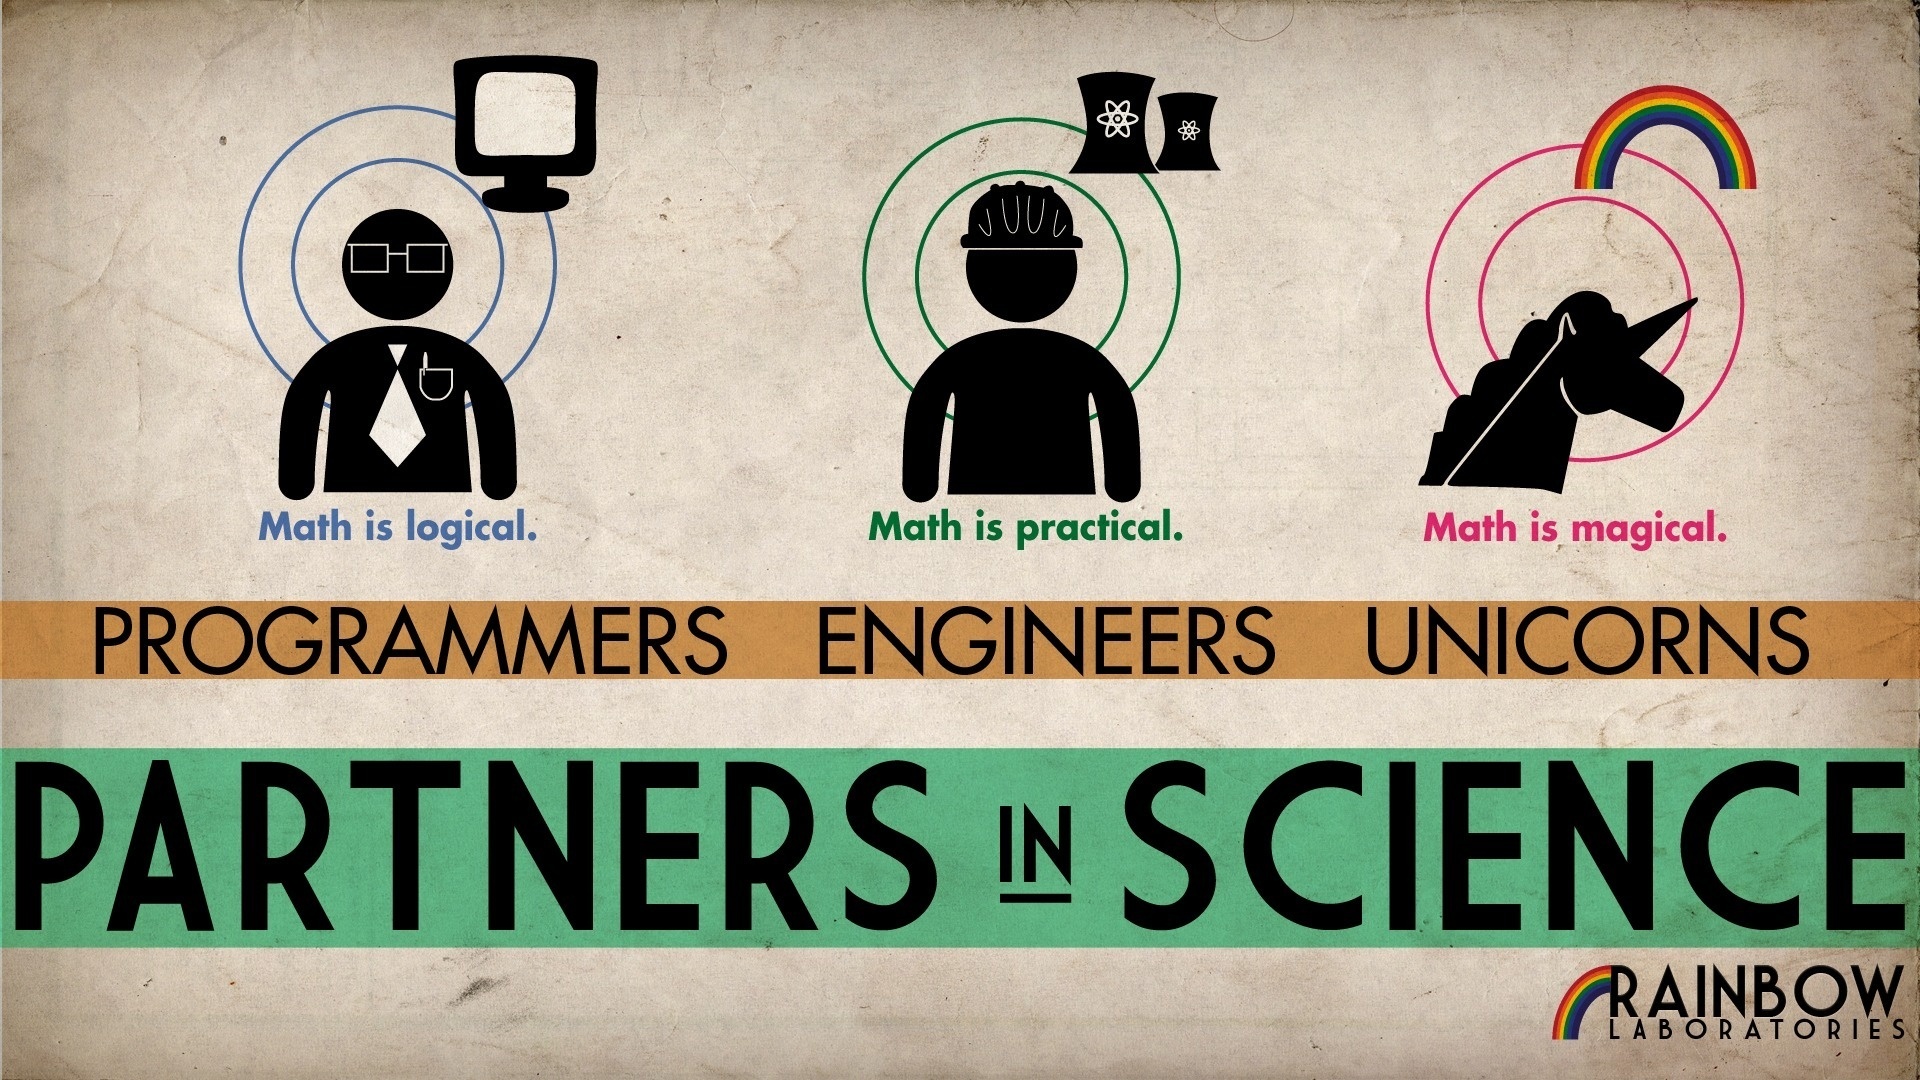 Math is logical.
Math is practical.
Math is magical.
PROGRAMMERS ENGINEERS UNICORNS
PARTNERS IN SCIENCE
RAINBOW
LABORATORIES